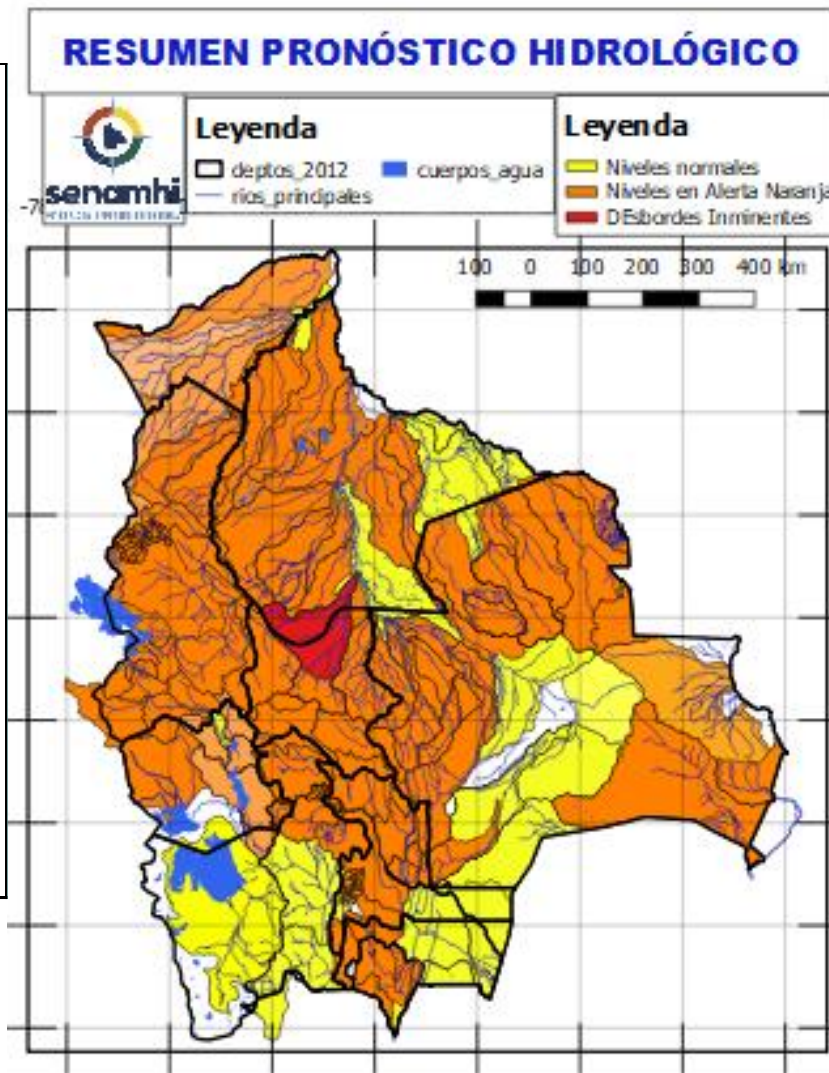 RESUMEN PRONÓSTICO HIDROLÓGICO
senamhi
Leyenda
deptos_2012
cuerpos_agua
rios_principales
Leyenda
Niveles normales
Niveles en Alerta Naranja
DEsbordes Inminentes
100 0 100 200 300 400 km